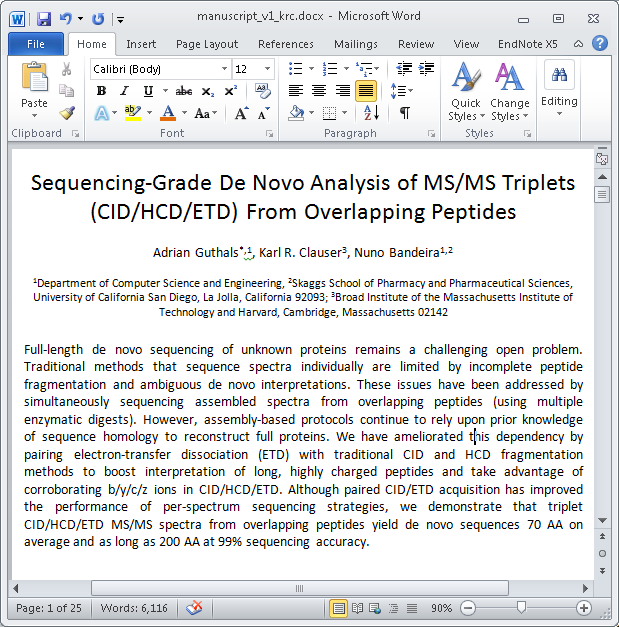 manuscript_v1_krc.docx - Microsoft Word
File Home Insert Page Layout References Mailings Review View EndNote X5
Calibri (Body) 12
Paste
B I U abc x₂ x² Aa
A ab A Aa A A
Quick Styles Change Styles
Editing
Clipboard Font Paragraph Styles
Sequencing-Grade De Novo Analysis of MS/MS Triplets
(CID/HCD/ETD) From Overlapping Peptides
Adrian Guthals*,¹, Karl R. Clauser³, Nuno Bandeira¹,²
¹Department of Computer Science and Engineering, ²Skaggs School of Pharmacy and Pharmaceutical Sciences,
University of California San Diego, La Jolla, California 92093; ³Broad Institute of the Massachusetts Institute of
Technology and Harvard, Cambridge, Massachusetts 02142
Full-length de novo sequencing of unknown proteins remains a challenging open problem.
Traditional methods that sequence spectra individually are limited by incomplete peptide
fragmentation and ambiguous de novo interpretations. These issues have been addressed by
simultaneously sequencing assembled spectra from overlapping peptides (using multiple
enzymatic digests). However, assembly-based protocols continue to rely upon prior knowledge
of sequence homology to reconstruct full proteins. We have ameliorated this dependency by
pairing electron-transfer dissociation (ETD) with traditional CID and HCD fragmentation
methods to boost interpretation of long, highly charged peptides and take advantage of
corroborating b/y/c/z ions in CID/HCD/ETD. Although paired CID/ETD acquisition has improved
the performance of per-spectrum sequencing strategies, we demonstrate that triplet
CID/HCD/ETD MS/MS spectra from overlapping peptides yield de novo sequences 70 AA on
average and as long as 200 AA at 99% sequencing accuracy.
Page: 1 of 25 Words: 6,116 90%